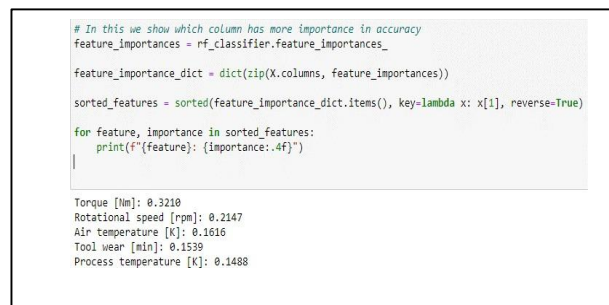 # In this we show which column has more importance in accuracy
feature_importances = rf_classifier.feature_importances_
feature_importance_dict = dict(zip(X.columns, feature_importances))
sorted_features = sorted(feature_importance_dict.items(), key=lambda x: x[1], reverse=True)
for feature, importance in sorted_features:
    print(f"{feature}: {importance:.4f}")
Torque [Nm]: 0.3210
Rotational speed [rpm]: 0.2147
Air temperature [K]: 0.1616
Tool wear [min]: 0.1539
Process temperature [K]: 0.1488